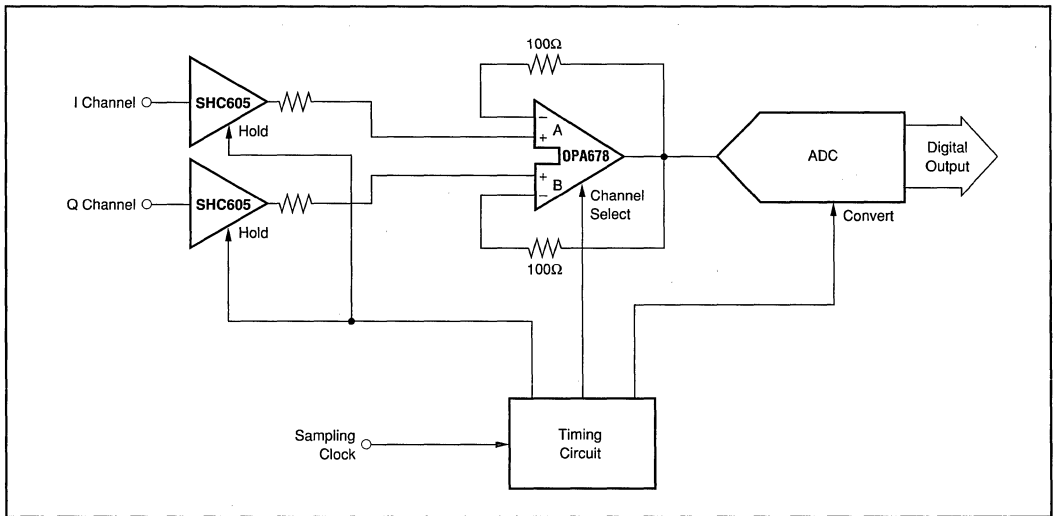 100Ω
I Channel
SHC605
Hold
−
A
+
OPA678
+
B
−
Q Channel
SHC605
Hold
100Ω
Channel
Select
ADC
Digital
Output
Convert
Sampling
Clock
Timing
Circuit